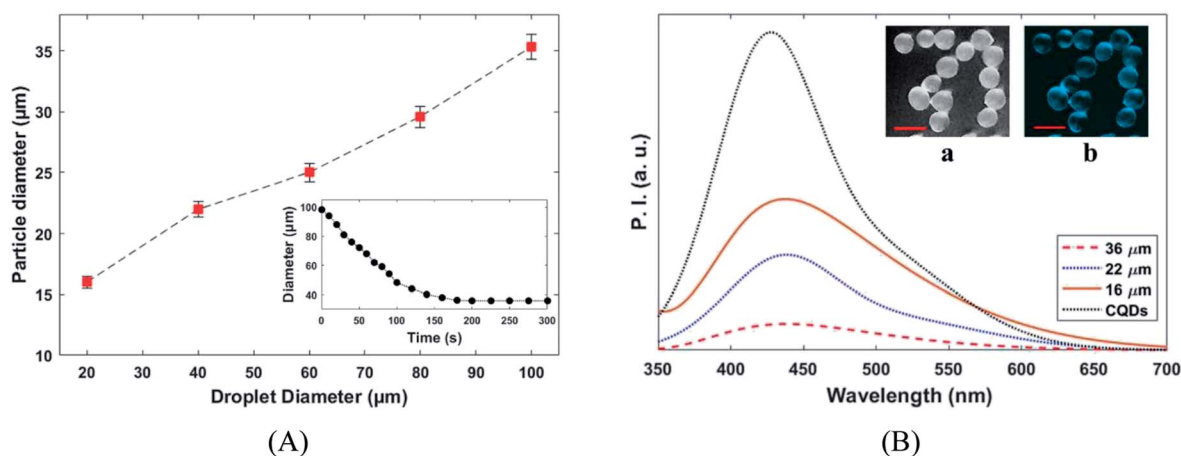 Particle diameter (µm)
35
30
25
20
15
10
20 30 40 50 60 70 80 90 100
Droplet Diameter (µm)
Diameter (µm)
100
80
60
40
0 50 100 150 200 250 300
Time (s)
(A)
P. I. (a. u.)
350 400 450 500 550 600 650 700
Wavelength (nm)
a b
36 µm
22 µm
16 µm
CQDs
(B)